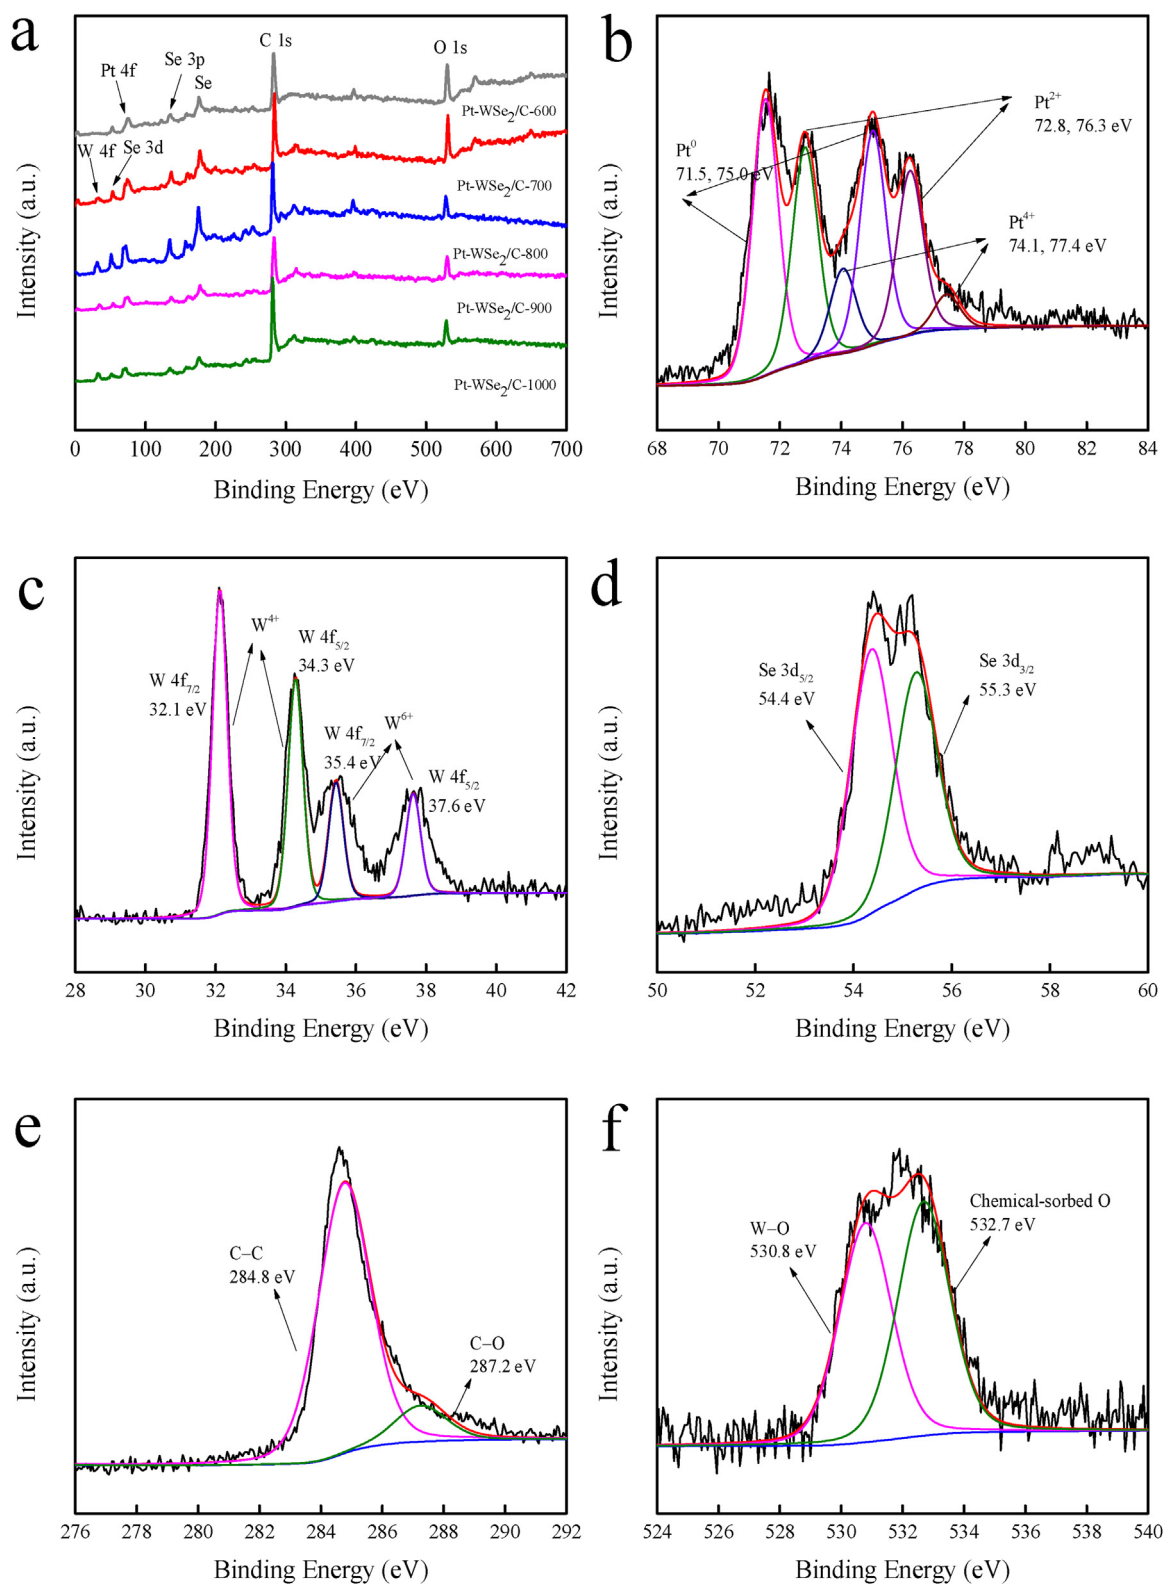 a
C 1s
O 1s
Se 3p
Pt 4f
Se
Pt-WSe₂/C-600
W 4f
Se 3d
Pt-WSe₂/C-700
Pt-WSe₂/C-800
Pt-WSe₂/C-900
Pt-WSe₂/C-1000
Intensity (a.u.)
0 100 200 300 400 500 600 700
Binding Energy (eV)
b
Pt²⁺
72.8, 76.3 eV
Pt⁰
71.5, 75.0 eV
Pt⁴⁺
74.1, 77.4 eV
Intensity (a.u.)
68 70 72 74 76 78 80 82 84
Binding Energy (eV)
c
W⁴⁺
W 4f₅/₂
34.3 eV
W 4f₇/₂
32.1 eV
W⁶⁺
W 4f₇/₂
35.4 eV
W 4f₅/₂
37.6 eV
Intensity (a.u.)
28 30 32 34 36 38 40 42
Binding Energy (eV)
d
Se 3d₅/₂
54.4 eV
Se 3d₃/₂
55.3 eV
Intensity (a.u.)
50 52 54 56 58 60
Binding Energy (eV)
e
C–C
284.8 eV
C–O
287.2 eV
Intensity (a.u.)
276 278 280 282 284 286 288 290 292
Binding Energy (eV)
f
Chemical-sorbed O
532.7 eV
W–O
530.8 eV
Intensity (a.u.)
524 526 528 530 532 534 536 538 540
Binding Energy (eV)